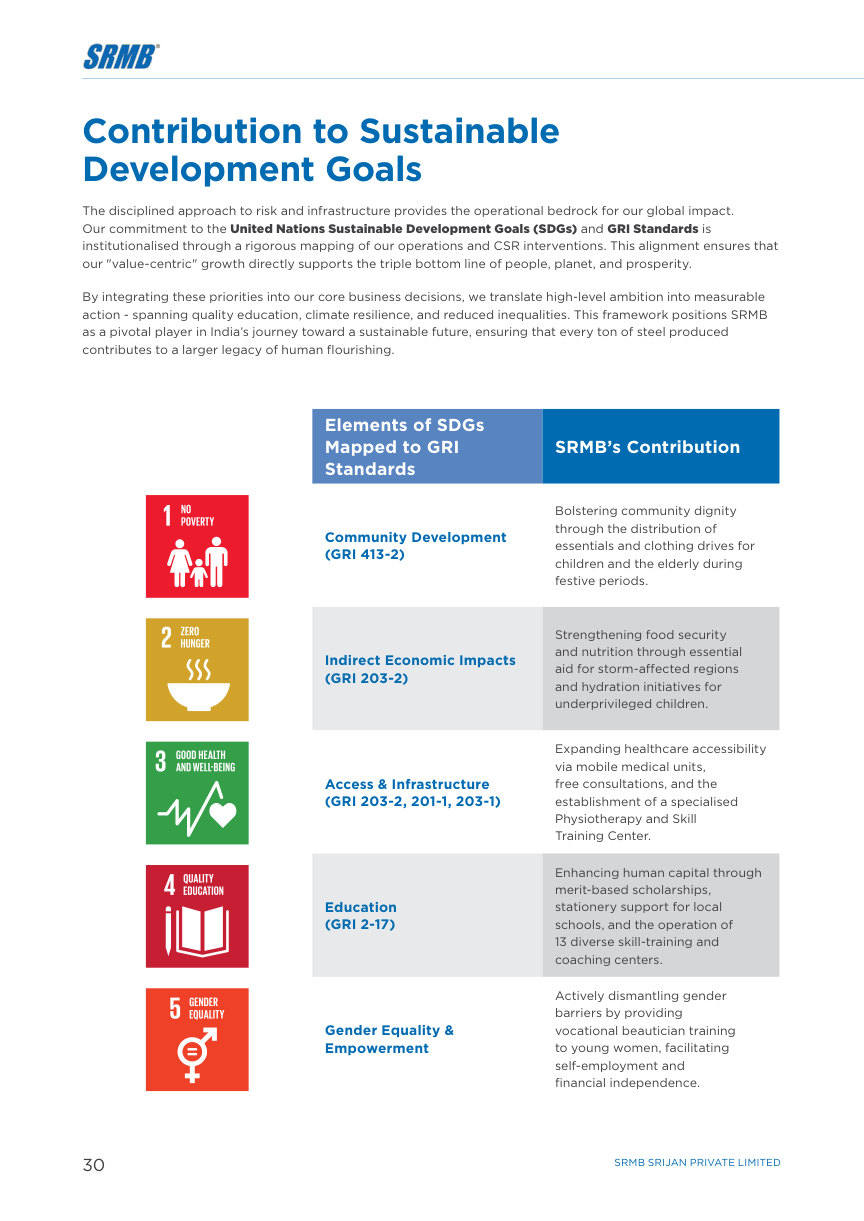 SRMB
Contribution to Sustainable
Development Goals
The disciplined approach to risk and infrastructure provides the operational bedrock for our global impact.
Our commitment to the United Nations Sustainable Development Goals (SDGs) and GRI Standards is
institutionalised through a rigorous mapping of our operations and CSR interventions. This alignment ensures that
our "value-centric" growth directly supports the triple bottom line of people, planet, and prosperity.
By integrating these priorities into our core business decisions, we translate high-level ambition into measurable
action - spanning quality education, climate resilience, and reduced inequalities. This framework positions SRMB
as a pivotal player in India’s journey toward a sustainable future, ensuring that every ton of steel produced
contributes to a larger legacy of human flourishing.
Elements of SDGs
Mapped to GRI
Standards
SRMB’s Contribution
1 NO
POVERTY
Community Development
(GRI 413-2)
Bolstering community dignity
through the distribution of
essentials and clothing drives for
children and the elderly during
festive periods.
2 ZERO
HUNGER
Indirect Economic Impacts
(GRI 203-2)
Strengthening food security
and nutrition through essential
aid for storm-affected regions
and hydration initiatives for
underprivileged children.
3 GOOD HEALTH
AND WELL-BEING
Access & Infrastructure
(GRI 203-2, 201-1, 203-1)
Expanding healthcare accessibility
via mobile medical units,
free consultations, and the
establishment of a specialised
Physiotherapy and Skill
Training Center.
4 QUALITY
EDUCATION
Education
(GRI 2-17)
Enhancing human capital through
merit-based scholarships,
stationery support for local
schools, and the operation of
13 diverse skill-training and
coaching centers.
5 GENDER
EQUALITY
Gender Equality &
Empowerment
Actively dismantling gender
barriers by providing
vocational beautician training
to young women, facilitating
self-employment and
financial independence.
30
SRMB SRIJAN PRIVATE LIMITED